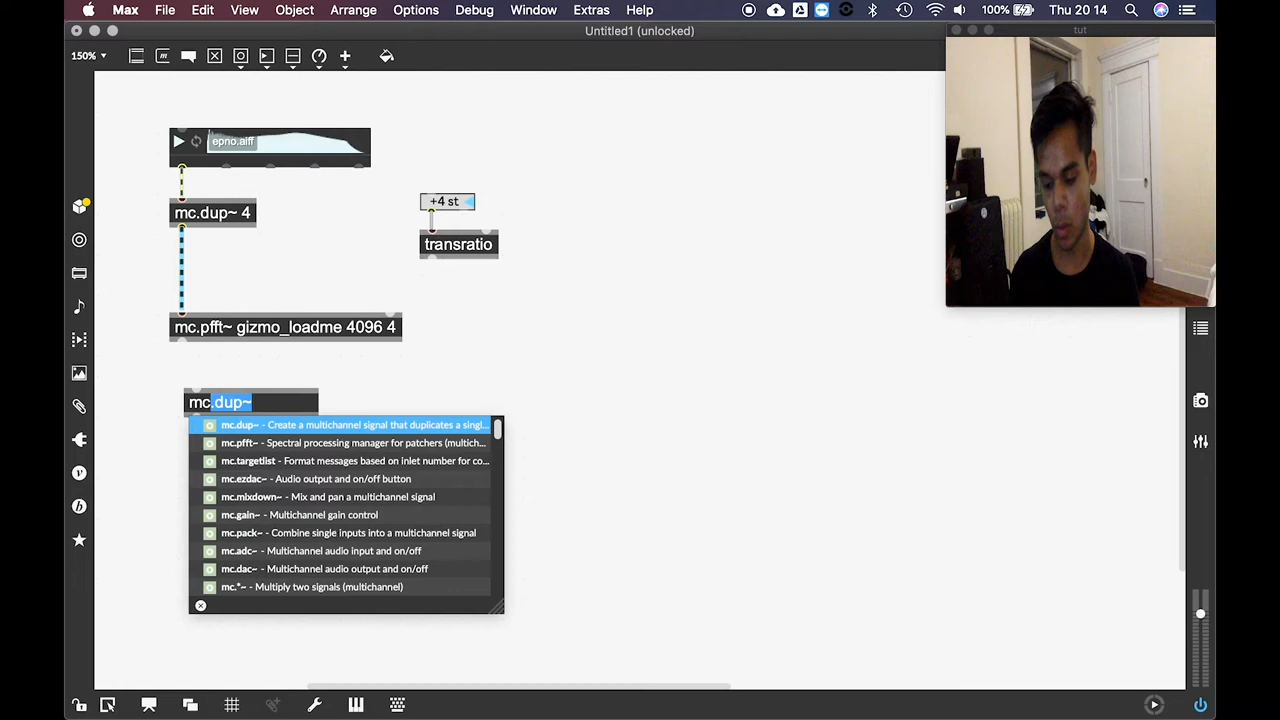 Max File Edit View Object Arrange Options Debug Window Extras Help 100% Thu 20 14
Untitled1 (unlocked)
tut
150%
epno.aiff
mc.dup~ 4
+4 st
transratio
mc.pfft~ gizmo_loadme 4096 4
mc.dup~
mc.dup~ - Create a multichannel signal that duplicates a singl...
mc.pfft~ - Spectral processing manager for patchers (multich...
mc.targetlist - Format messages based on inlet number for co...
mc.ezdac~ - Audio output and on/off button
mc.mixdown~ - Mix and pan a multichannel signal
mc.gain~ - Multichannel gain control
mc.pack~ - Combine single inputs into a multichannel signal
mc.adc~ - Multichannel audio input and on/off
mc.dac~ - Multichannel audio output and on/off
mc.*~ - Multiply two signals (multichannel)